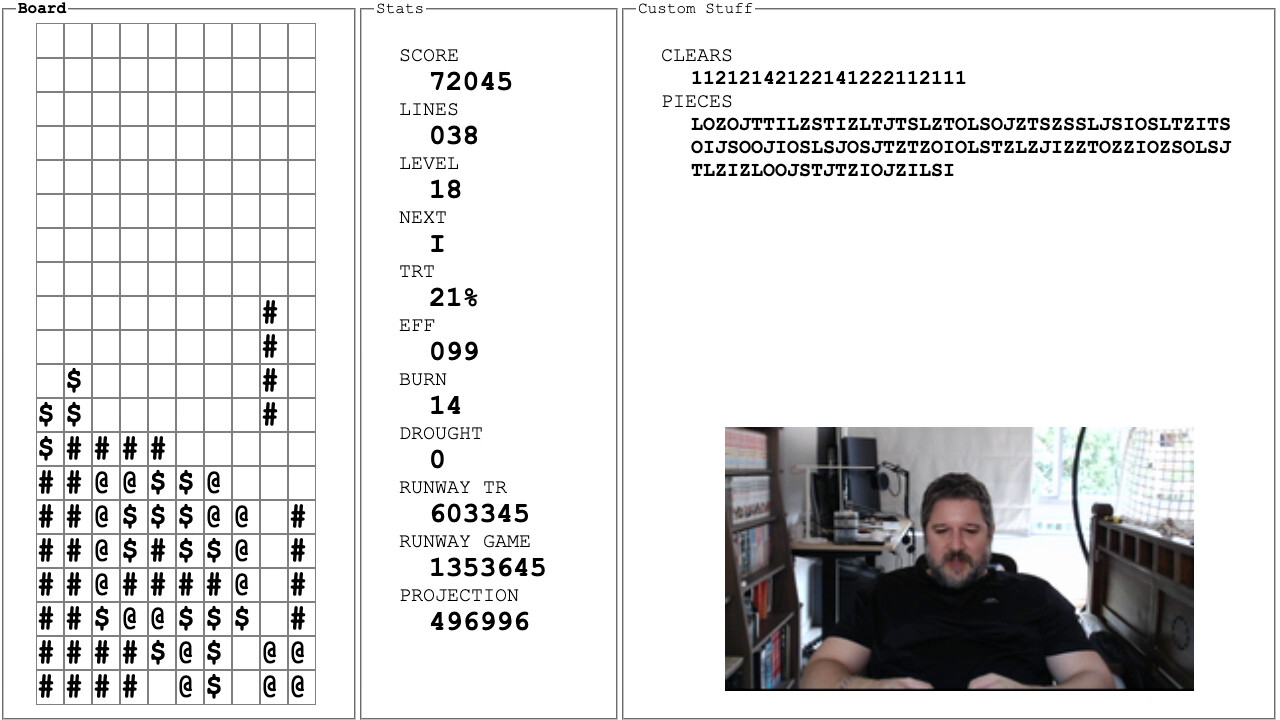 Board
Stats
Custom Stuff
SCORE
72045
LINES
038
LEVEL
18
NEXT
I
TRT
21%
EFF
099
BURN
14
DROUGHT
0
RUNWAY TR
603345
RUNWAY GAME
1353645
PROJECTION
496996
CLEARS
11212142122141222112111
PIECES
LOZOJTTILZSTIZLTJTSLZTOLSOJZTSZSSLJSIOSLTZITS
OIJSOOJIOSLSJOSJTZTZOIOLSTZLZJIZZTOZZIOZSOLSJ
TLZIZLOOJSTJTZIOJZILSI
#
#
$ #
$ $ #
$ # # # #
# # @ @ $ $ @
# # @ $ $ $ @ @ #
# # @ $ # $ $ @ #
# # @ # # # # @ #
# # $ @ @ $ $ $ #
# # # # $ @ $ @ @
# # # # @ $ @ @